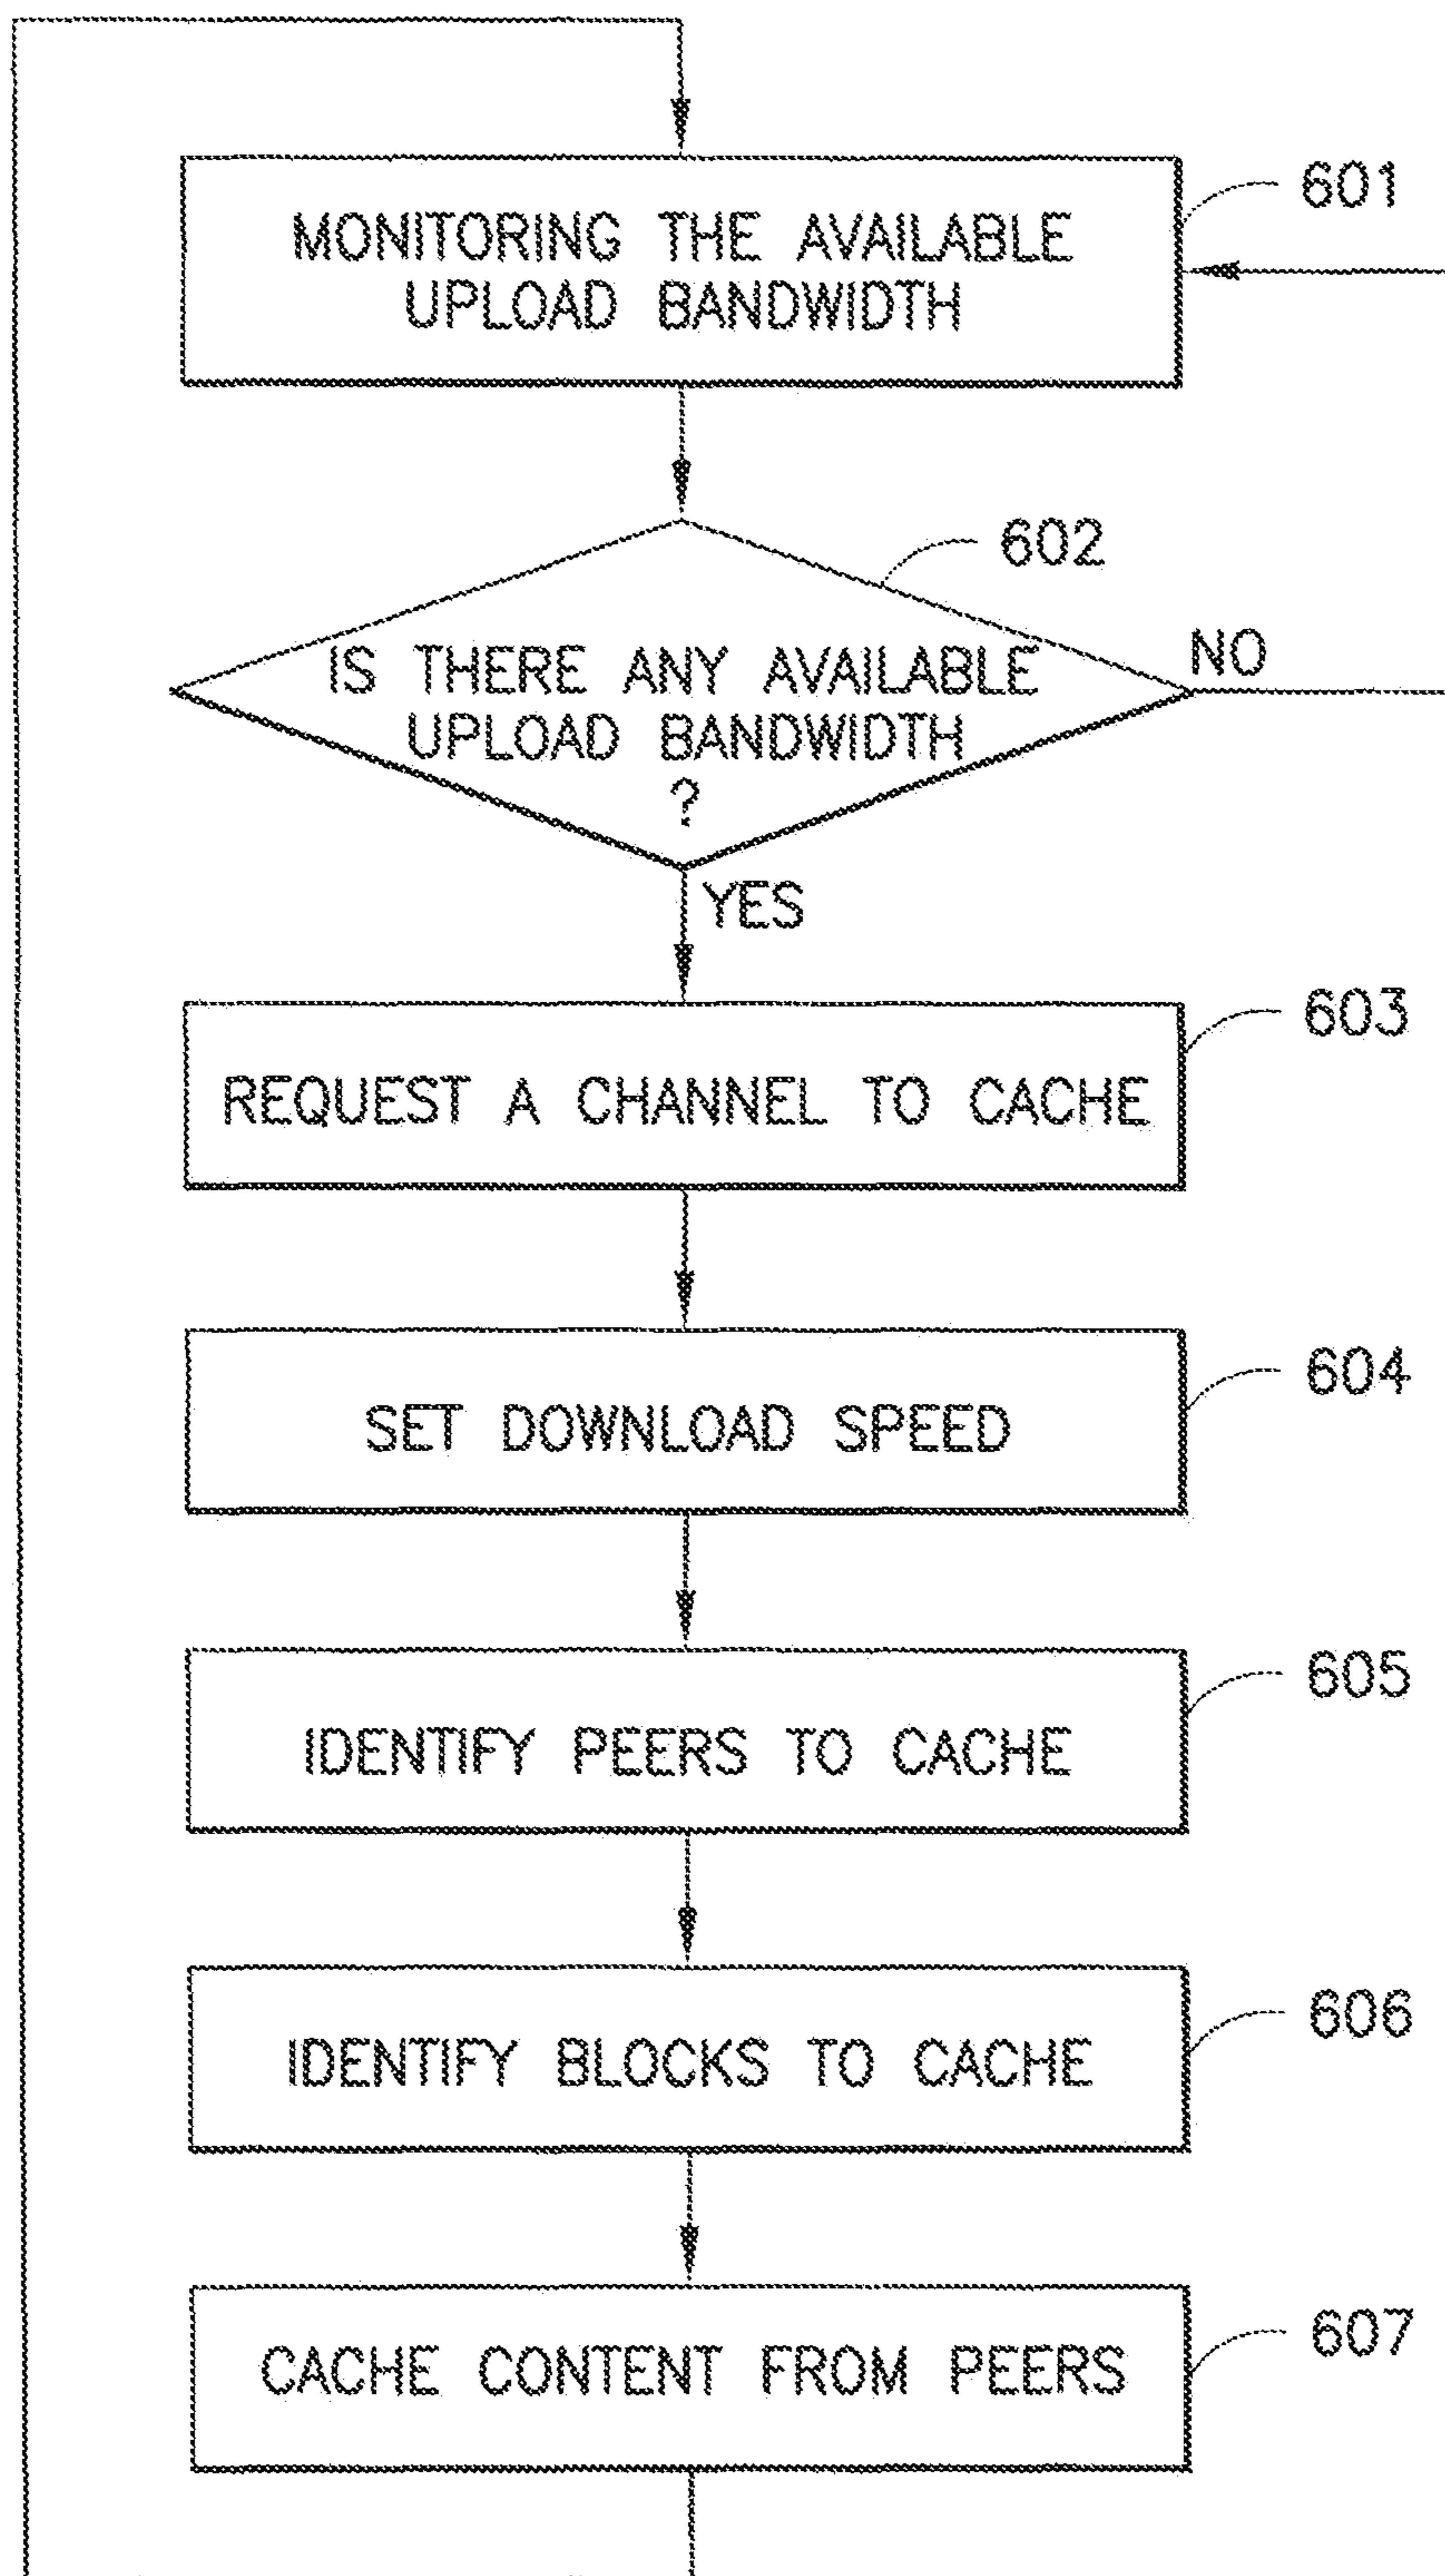 601
MONITORING THE AVAILABLE
UPLOAD BANDWIDTH
602
IS THERE ANY AVAILABLE
UPLOAD BANDWIDTH
?
NO
YES
603
REQUEST A CHANNEL TO CACHE
604
SET DOWNLOAD SPEED
605
IDENTIFY PEERS TO CACHE
606
IDENTIFY BLOCKS TO CACHE
607
CACHE CONTENT FROM PEERS